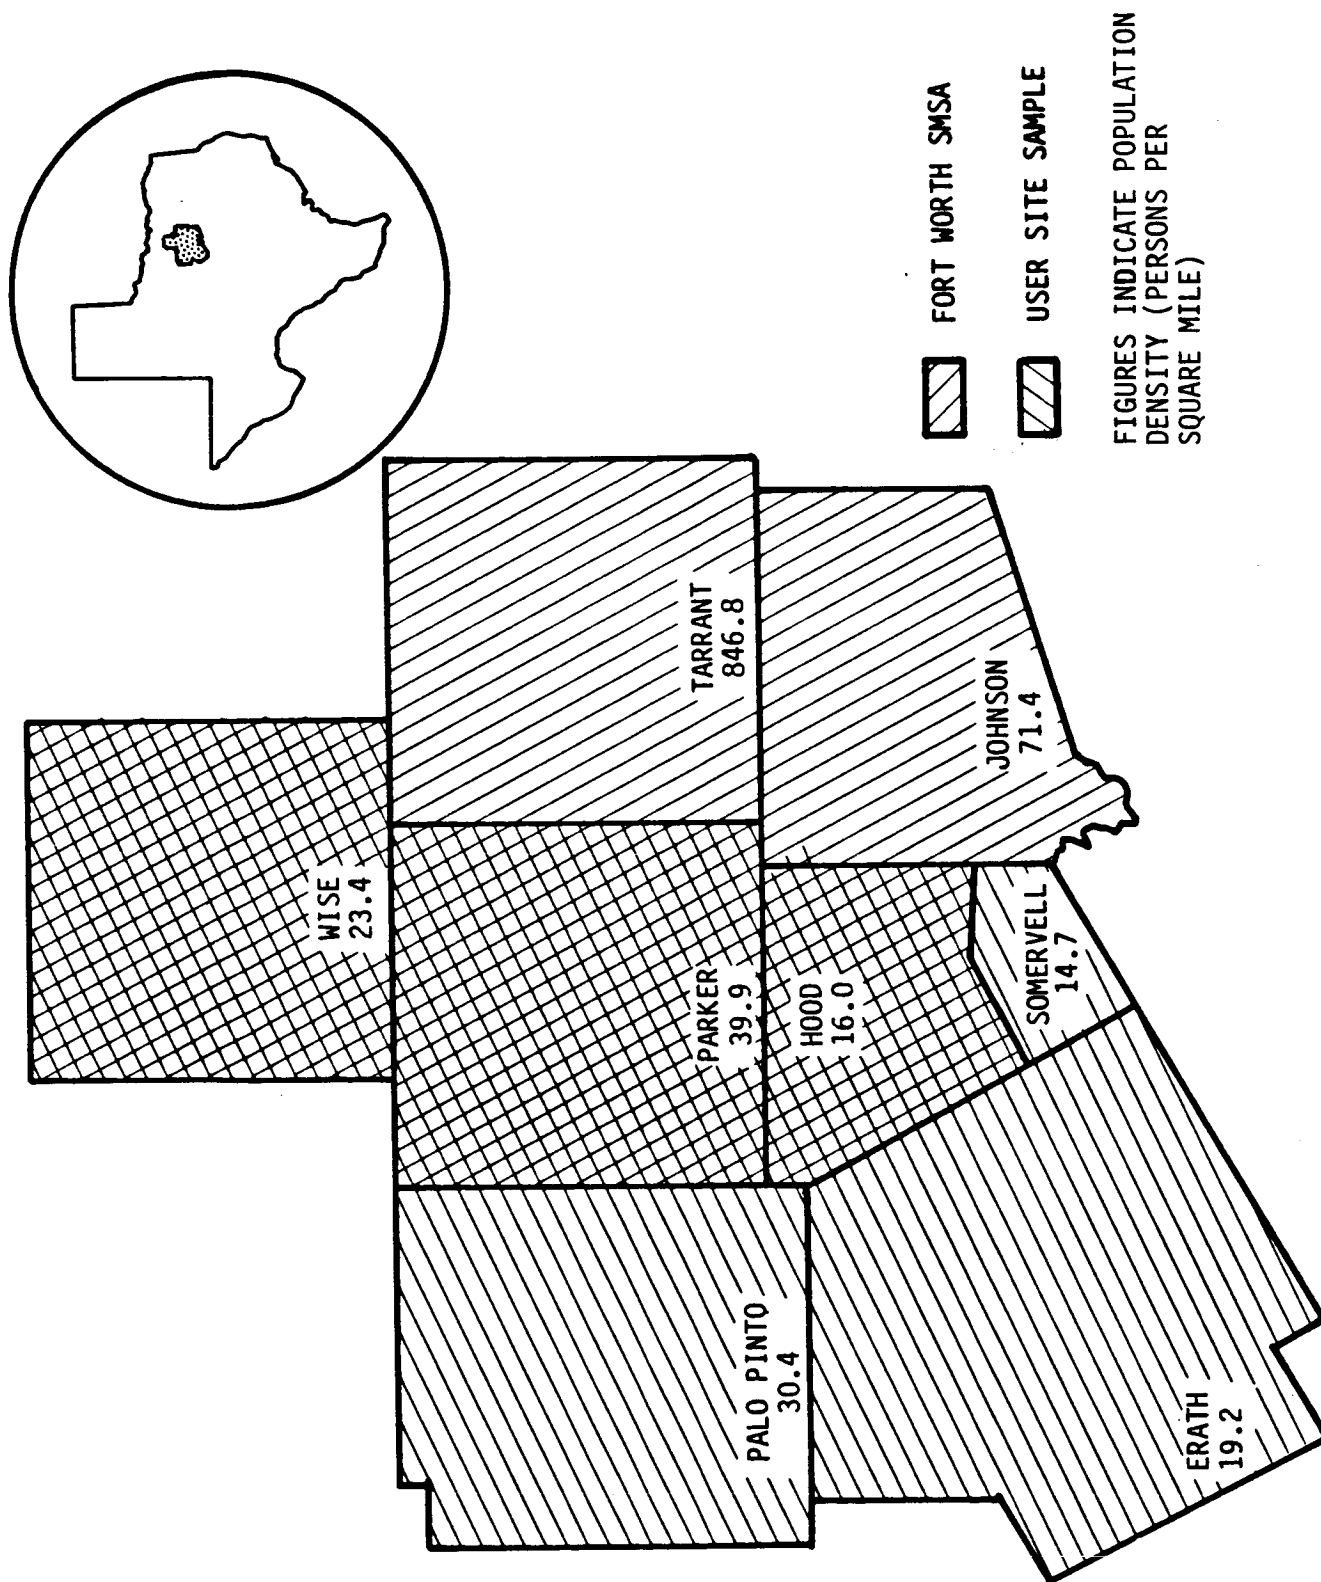 WISE
23.4
TARRANT
846.8
PARKER
39.9
PALO PINTO
30.4
HOOD
16.0
JOHNSON
71.4
SOMERVELL
14.7
ERATH
19.2
FORT WORTH SMSA
USER SITE SAMPLE
FIGURES INDICATE POPULATION
DENSITY (PERSONS PER
SQUARE MILE)